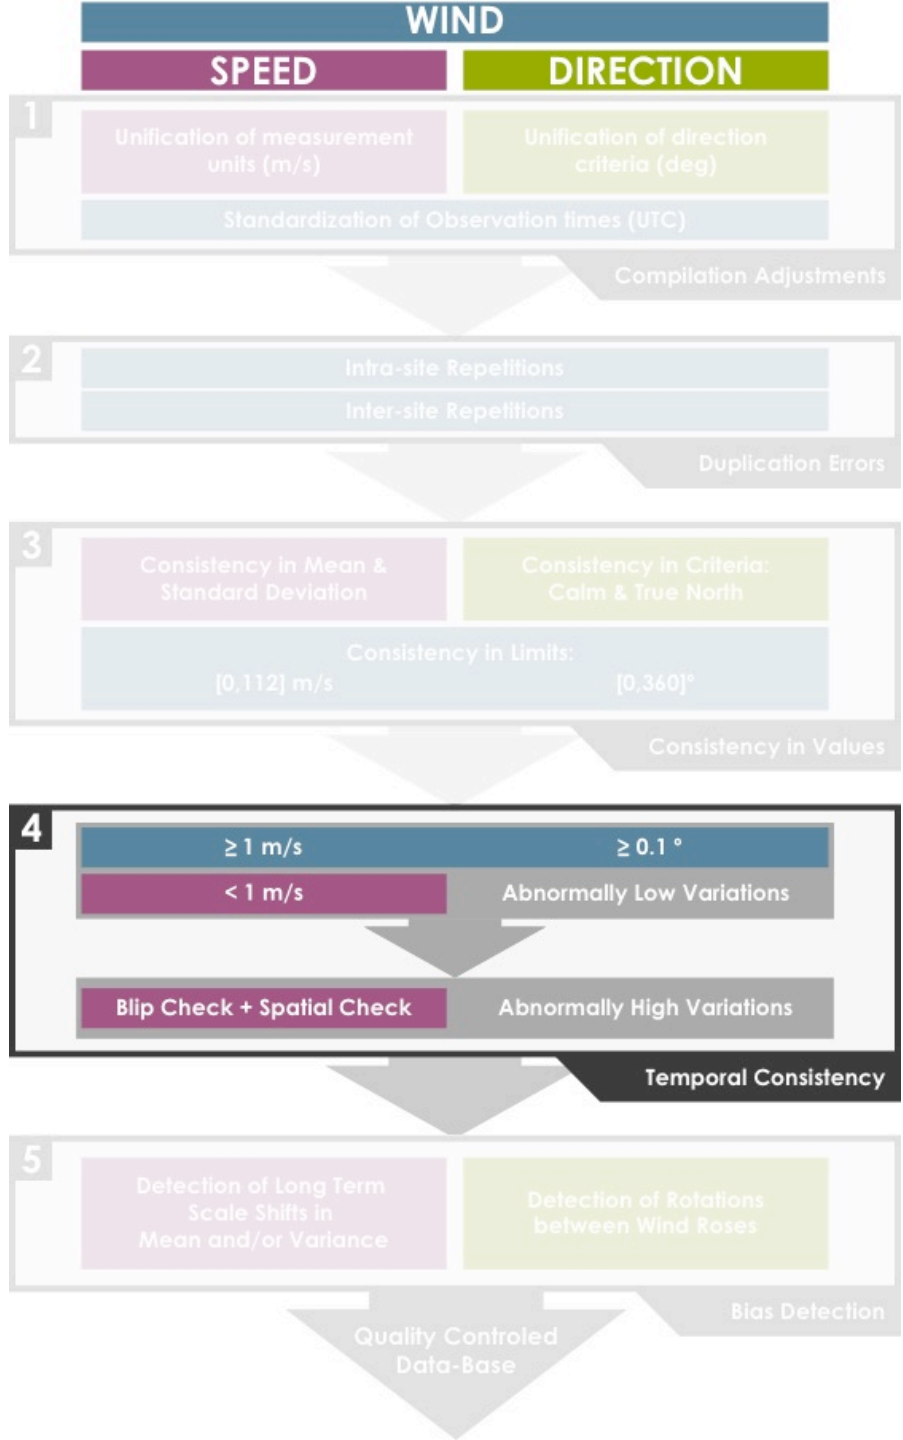 WIND
SPEED
DIRECTION
1
Unification of measurement
units (m/s)
Unification of direction
criteria (deg)
Standardization of Observation times (UTC)
Compilation Adjustments
2
Intra-site Repetitions
Inter-site Repetitions
Duplication Errors
3
Consistency in Mean &
Standard Deviation
Consistency in Criteria:
Calm & True North
Consistency in Limits:
[0,112] m/s
[0,360]°
Consistency in Values
4
≥ 1 m/s
≥ 0.1 °
< 1 m/s
Abnormally Low Variations
Blip Check + Spatial Check
Abnormally High Variations
Temporal Consistency
5
Detection of Long Term
Scale Shifts in
Mean and/or Variance
Detection of Rotations
between Wind Roses
Bias Detection
Quality Controled
Data-Base